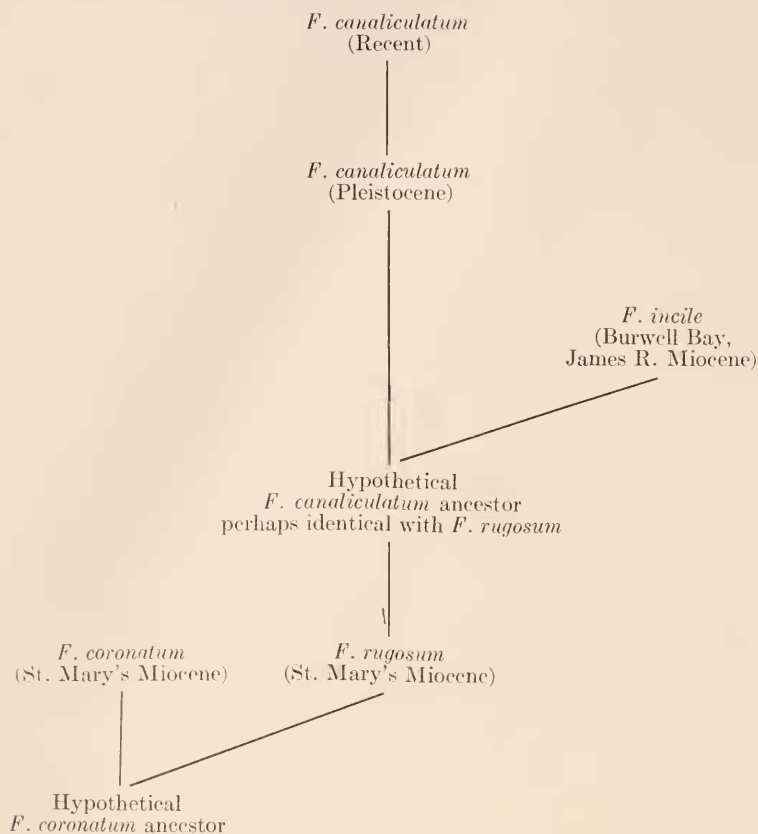 F. canaliculatum
(Recent)
F. canaliculatum
(Pleistocene)
F. incile
(Burwell Bay,
James R. Miocene)
Hypothetical
F. canaliculatum ancestor
perhaps identical with F. rugosum
F. coronatum
(St. Mary's Miocene)
F. rugosum
(St. Mary's Miocene)
Hypothetical
F. coronatum ancestor